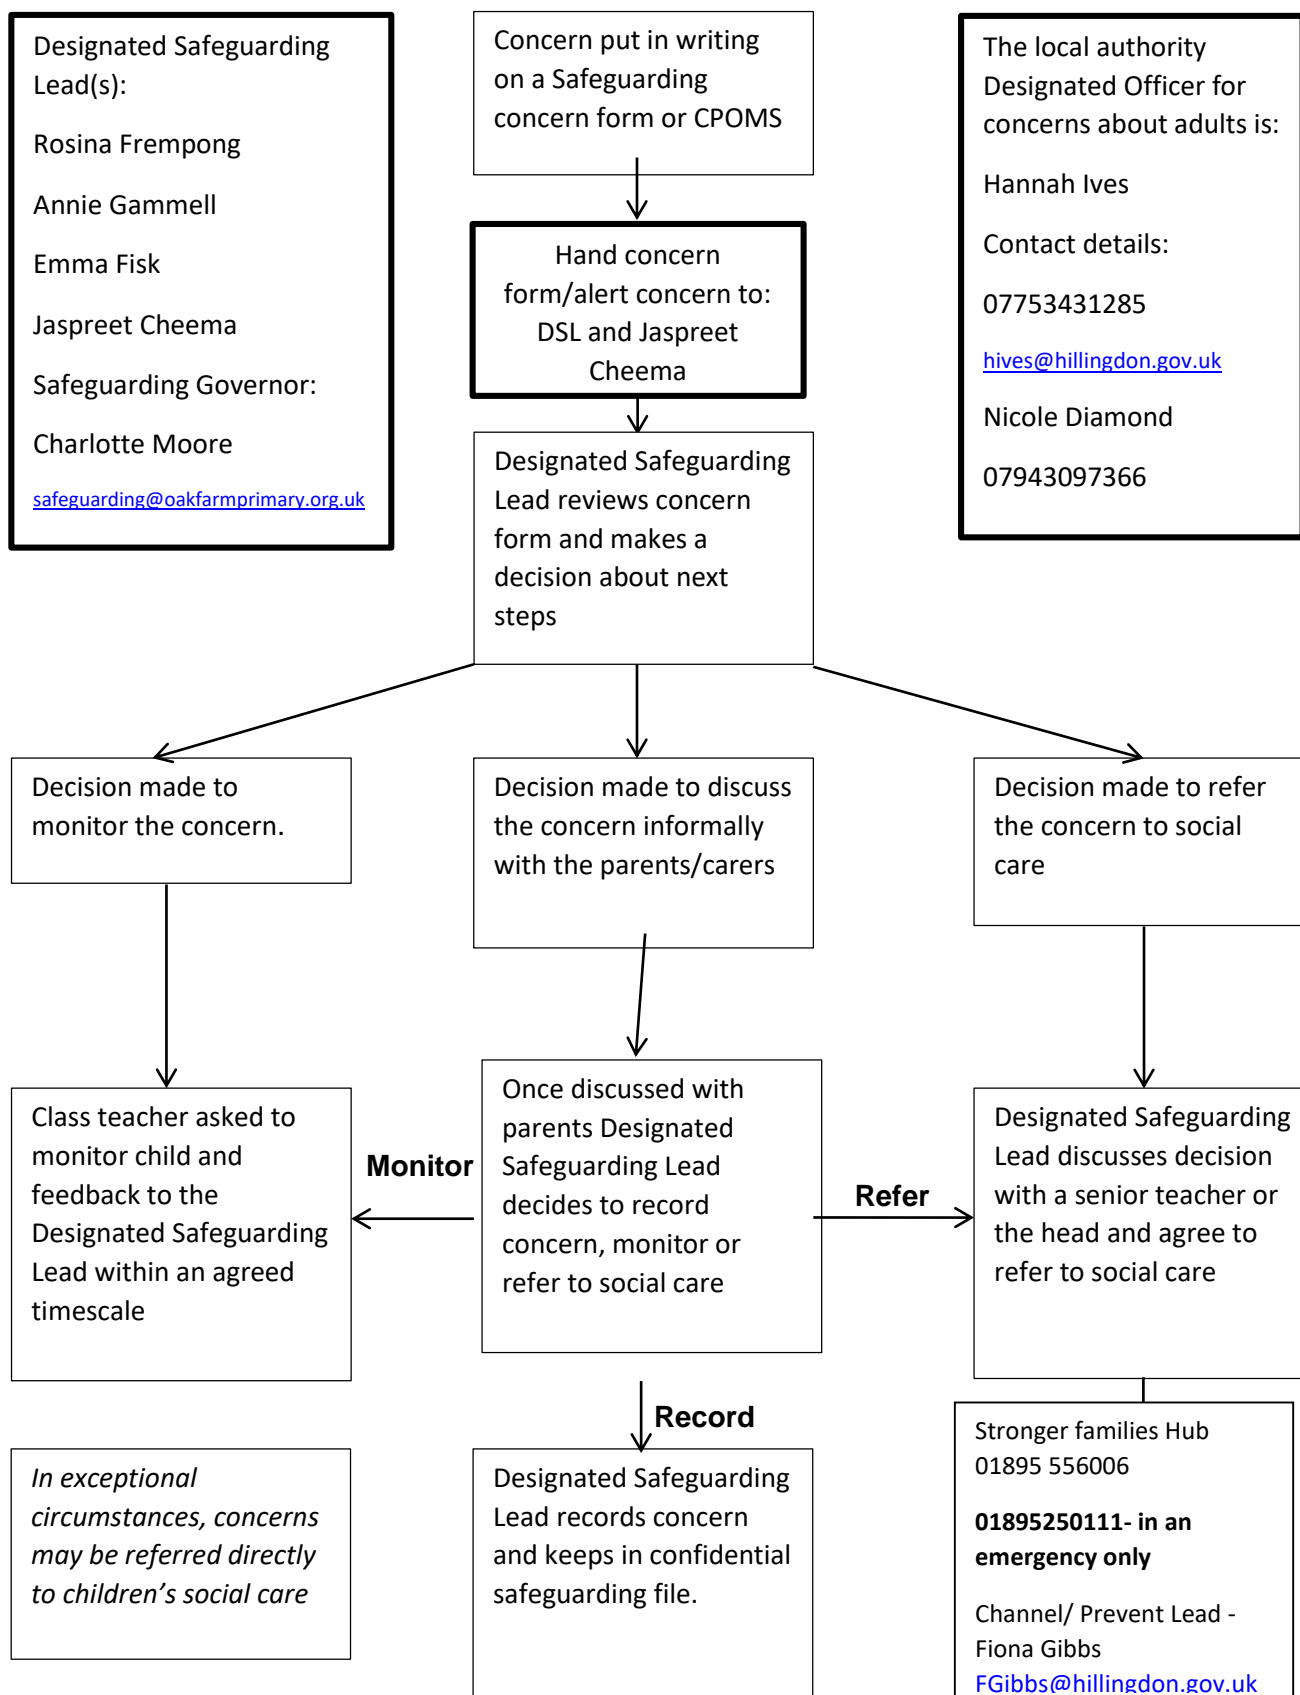 Designated Safeguarding
Lead(s):
Rosina Frempong
Annie Gammell
Emma Fisk
Jaspreet Cheema
Safeguarding Governor:
Charlotte Moore
safeguarding@oakfarmprimary.org.uk
Concern put in writing
on a Safeguarding
concern form or CPOMS
The local authority
Designated Officer for
concerns about adults is:
Hannah Ives
Contact details:
07753431285
hives@hillingdon.gov.uk
Nicole Diamond
07943097366
Hand concern
form/alert concern to:
DSL and Jaspreet
Cheema
Designated Safeguarding
Lead reviews concern
form and makes a
decision about next
steps
Decision made to
monitor the concern.
Decision made to discuss
the concern informally
with the parents/carers
Decision made to refer
the concern to social
care
Class teacher asked to
monitor child and
feedback to the
Designated Safeguarding
Lead within an agreed
timescale
Monitor
Once discussed with
parents Designated
Safeguarding Lead
decides to record
concern, monitor or
refer to social care
Refer
Designated Safeguarding
Lead discusses decision
with a senior teacher or
the head and agree to
refer to social care
Record
In exceptional
circumstances, concerns
may be referred directly
to children’s social care
Designated Safeguarding
Lead records concern
and keeps in confidential
safeguarding file.
Stronger families Hub
01895 556006
01895250111- in an
emergency only
Channel/ Prevent Lead -
Fiona Gibbs
FGibbs@hillingdon.gov.uk